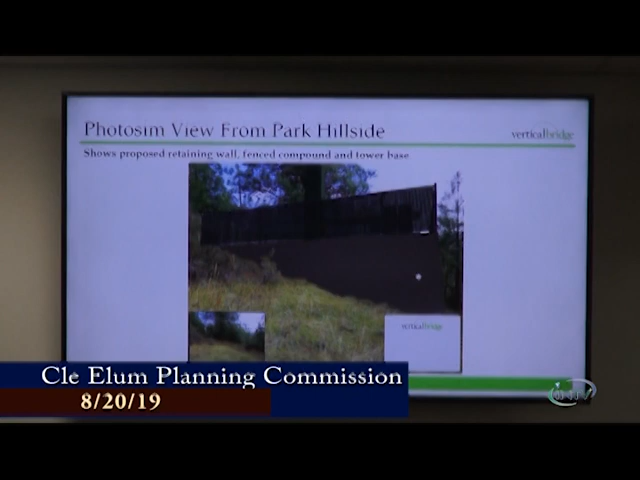 Photosim View From Park Hillside
verticalbridge
Shows proposed retaining wall, fenced compound and tower base
verticalbridge
Cle Elum Planning Commission
8/20/19